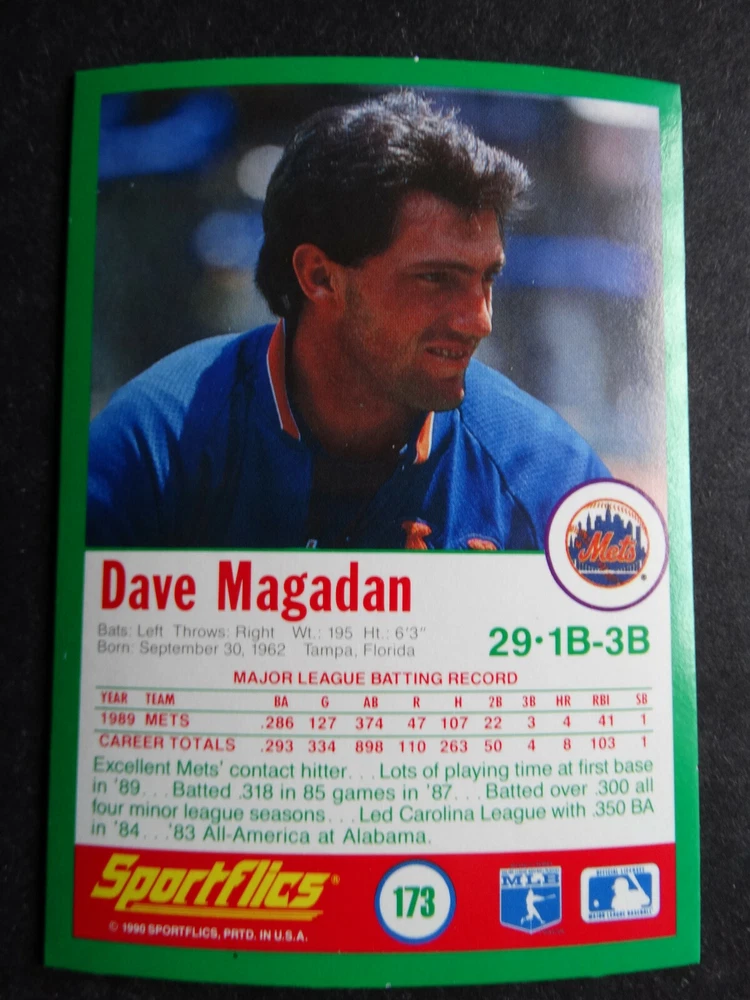 Mets
Dave Magadan
Bats: Left Throws: Right Wt.: 195 Ht.: 6'3"
Born: September 30, 1962 Tampa, Florida
29·1B-3B
MAJOR LEAGUE BATTING RECORD
YEAR TEAM BA G AB R H 2B 3B HR RBI SB
1989 METS .286 127 374 47 107 22 3 4 41 1
CAREER TOTALS .293 334 898 110 263 50 4 8 103 1
Excellent Mets' contact hitter. . . Lots of playing time at first base
in '89. . . Batted .318 in 85 games in '87. . . Batted over .300 all
four minor league seasons. . . Led Carolina League with .350 BA
in '84. . . '83 All-America at Alabama.
Sportflics®
© 1990 SPORTFLICS, PRTD. IN U.S.A.
173
MLB
MAJOR LEAGUE BASEBALL